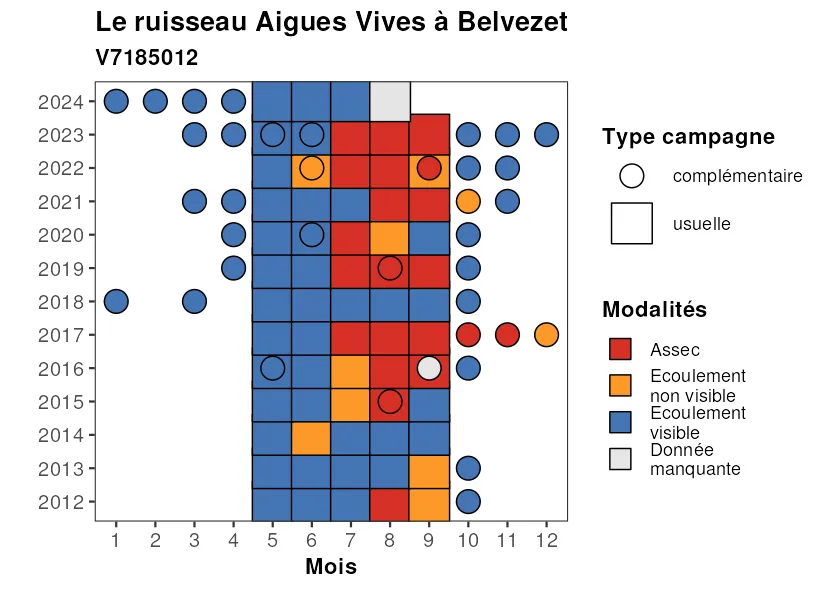 Le ruisseau Aigues Vives à Belvezet
V7185012
2024
2023
2022
2021
2020
2019
2018
2017
2016
2015
2014
2013
2012
1 2 3 4 5 6 7 8 9 10 11 12
Mois
Type campagne
complémentaire
usuelle
Modalités
Assec
Ecoulement
non visible
Ecoulement
visible
Donnée
manquante